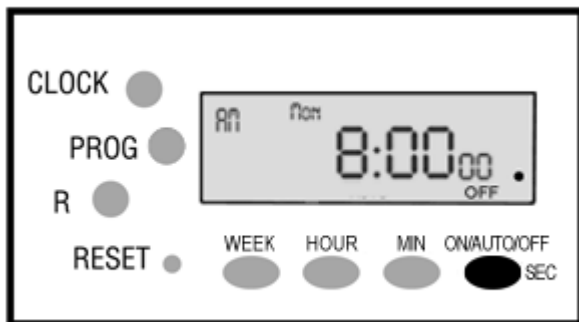 CLOCK
PROG
R
RESET
AM MON
8:00 00
OFF
WEEK HOUR MIN ON/AUTO/OFF
SEC